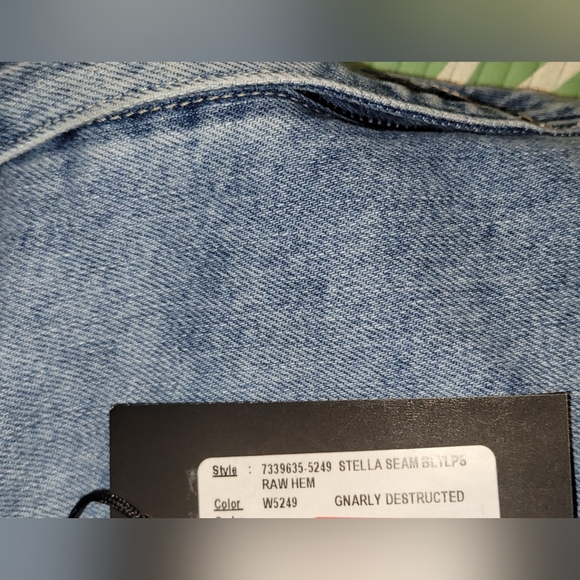 Style : 7339635-5249 STELLA SEAM BLTLPS
RAW HEM
Color W5249 GNARLY DESTRUCTED